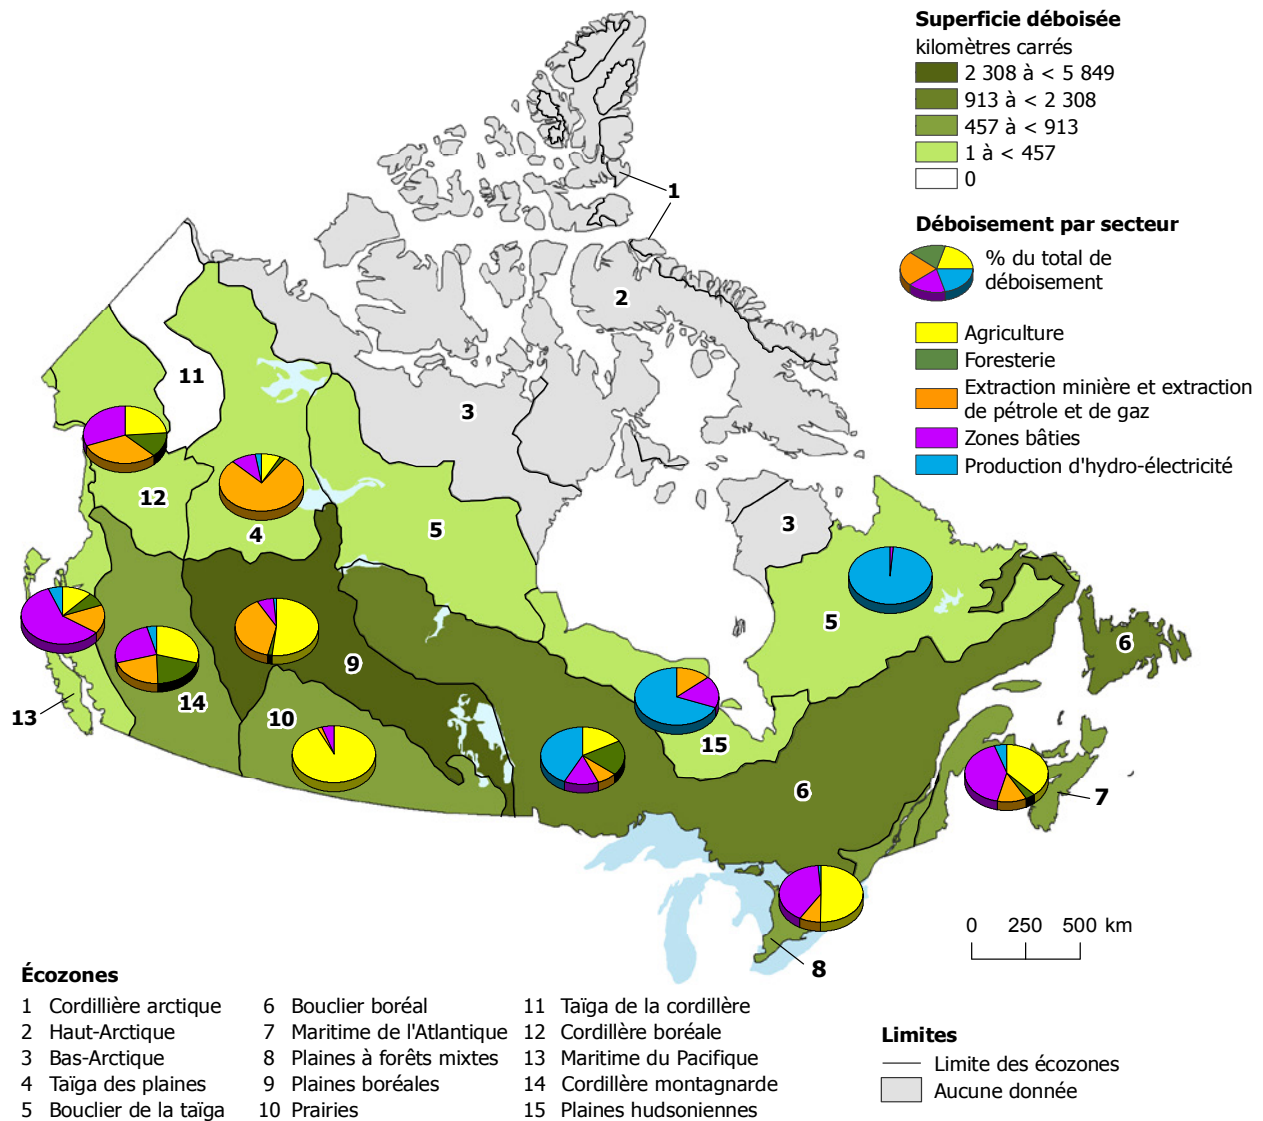 Superficie déboisée
kilomètres carrés
2 308 à < 5 849
913 à < 2 308
457 à < 913
1 à < 457
0
Déboisement par secteur
% du total de
déboisement
Agriculture
Foresterie
Extraction minière et extraction
de pétrole et de gaz
Zones bâties
Production d'hydro-électricité
1
2
11
3
3
12
4
5
5
6
9
13
14
10
15
6
7
8
0 250 500 km
Écozones
1 Cordillière arctique
2 Haut-Arctique
3 Bas-Arctique
4 Taïga des plaines
5 Bouclier de la taïga
6 Bouclier boréal
7 Maritime de l'Atlantique
8 Plaines à forêts mixtes
9 Plaines boréales
10 Prairies
11 Taïga de la cordillère
12 Cordillère boréale
13 Maritime du Pacifique
14 Cordillère montagnarde
15 Plaines hudsoniennes
Limites
Limite des écozones
Aucune donnée